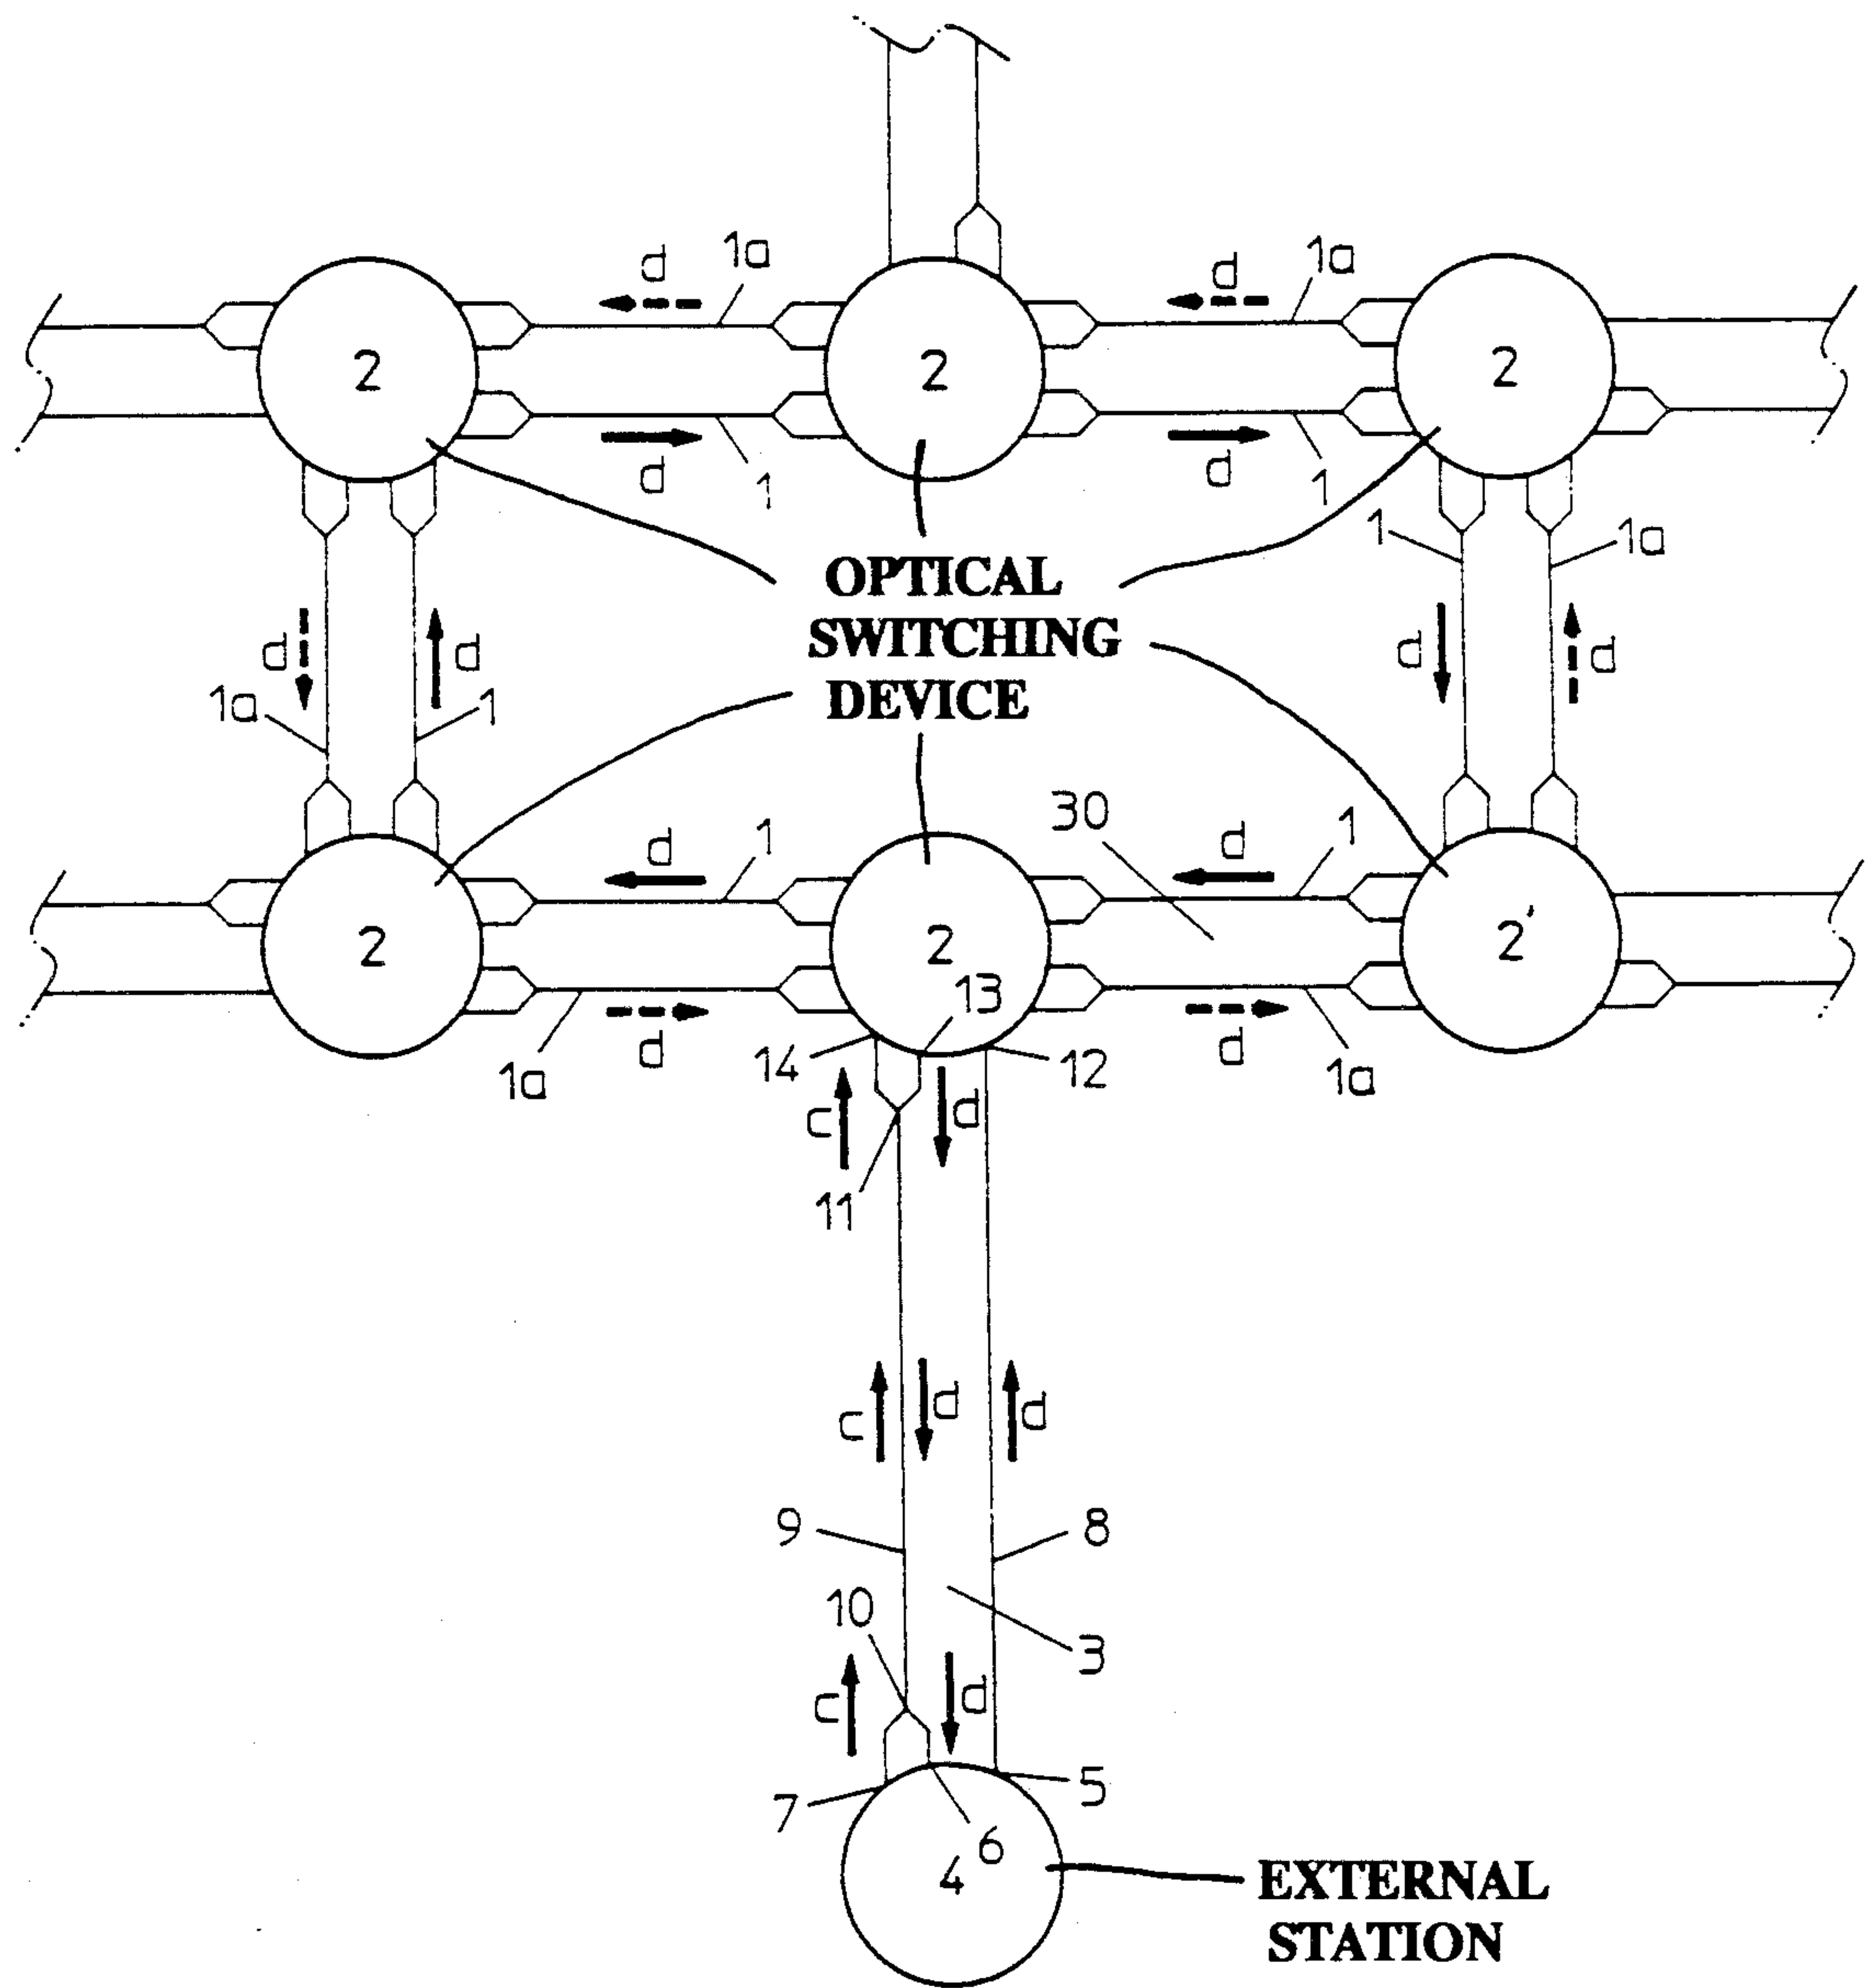 d 1a d 1a
2 2 2
d 1 d 1
1 1a
OPTICAL
SWITCHING
DEVICE
d d d d
1a 1
30
d 1 d 1
2 2 2'
13
14 12
1a d d 1a
c d
11
c d d
9 8
10
3
c d
7 5
6
4
EXTERNAL
STATION